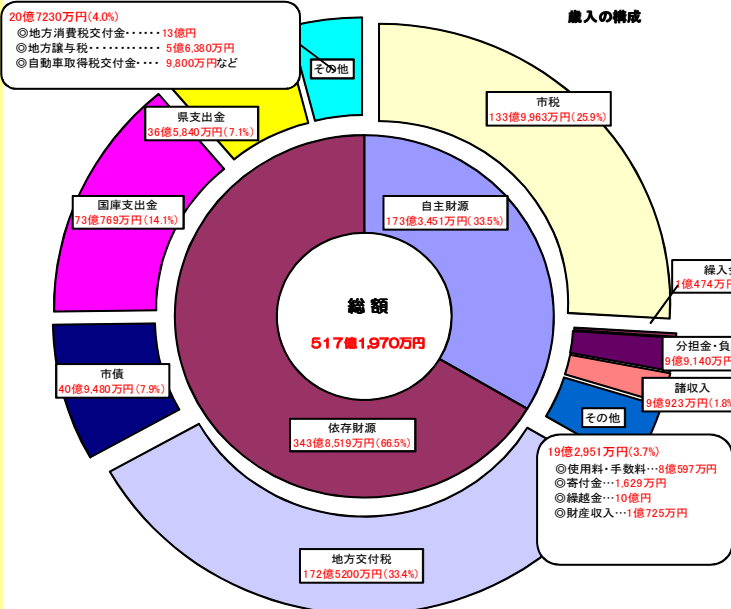 歳入の構成
20億7230万円(4.0%)
◎地方消費税交付金‥‥13億円
◎地方譲与税‥‥‥‥‥‥ 5億6,380万円
◎自動車取得税交付金‥‥ 9,800万円など
その他
市税
133億9,963万円(25.9%)
県支出金
36億5,840万円(7.1%)
国庫支出金
73億769万円(14.1%)
自主財源
173億3,451万円(33.5%)
繰入金
1億474万円
総額
517億1,970万円
分担金・負
9億9,140万円
市債
40億9,480万円(7.9%)
諸収入
9億923万円(1.8%
その他
依存財源
343億8,519万円(66.5%)
19億2,951万円(3.7%)
◎使用料・手数料…8億597万円
◎寄付金…1,629万円
◎繰越金…10億円
◎財産収入…1億725万円
地方交付税
172億5200万円(33.4%)